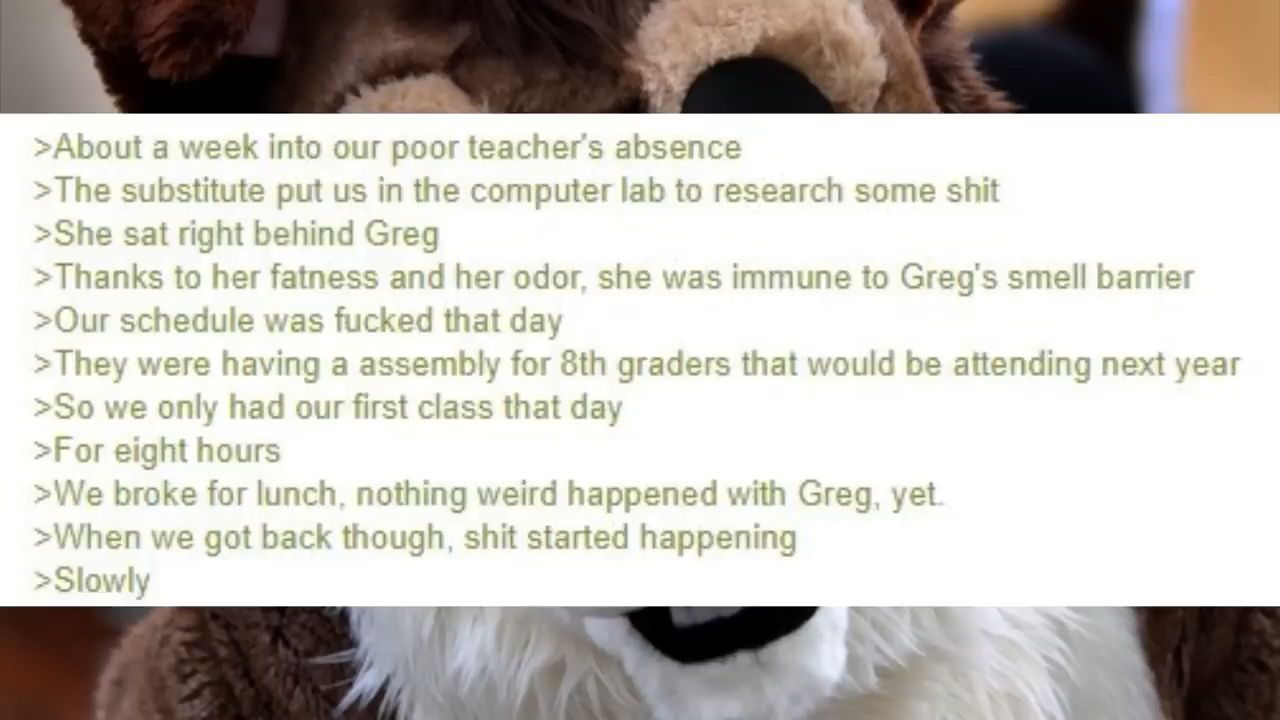 >About a week into our poor teacher's absence
>The substitute put us in the computer lab to research some shit
>She sat right behind Greg
>Thanks to her fatness and her odor, she was immune to Greg's smell barrier
>Our schedule was fucked that day
>They were having a assembly for 8th graders that would be attending next year
>So we only had our first class that day
>For eight hours
>We broke for lunch, nothing weird happened with Greg, yet.
>When we got back though, shit started happening
>Slowly